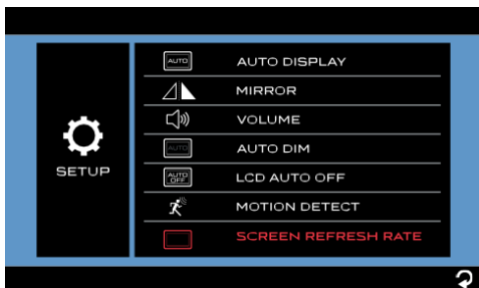 AUTO AUTO DISPLAY
MIRROR
VOLUME
AUTO AUTO DIM
SETUP
AUTO OFF LCD AUTO OFF
MOTION DETECT
SCREEN REFRESH RATE